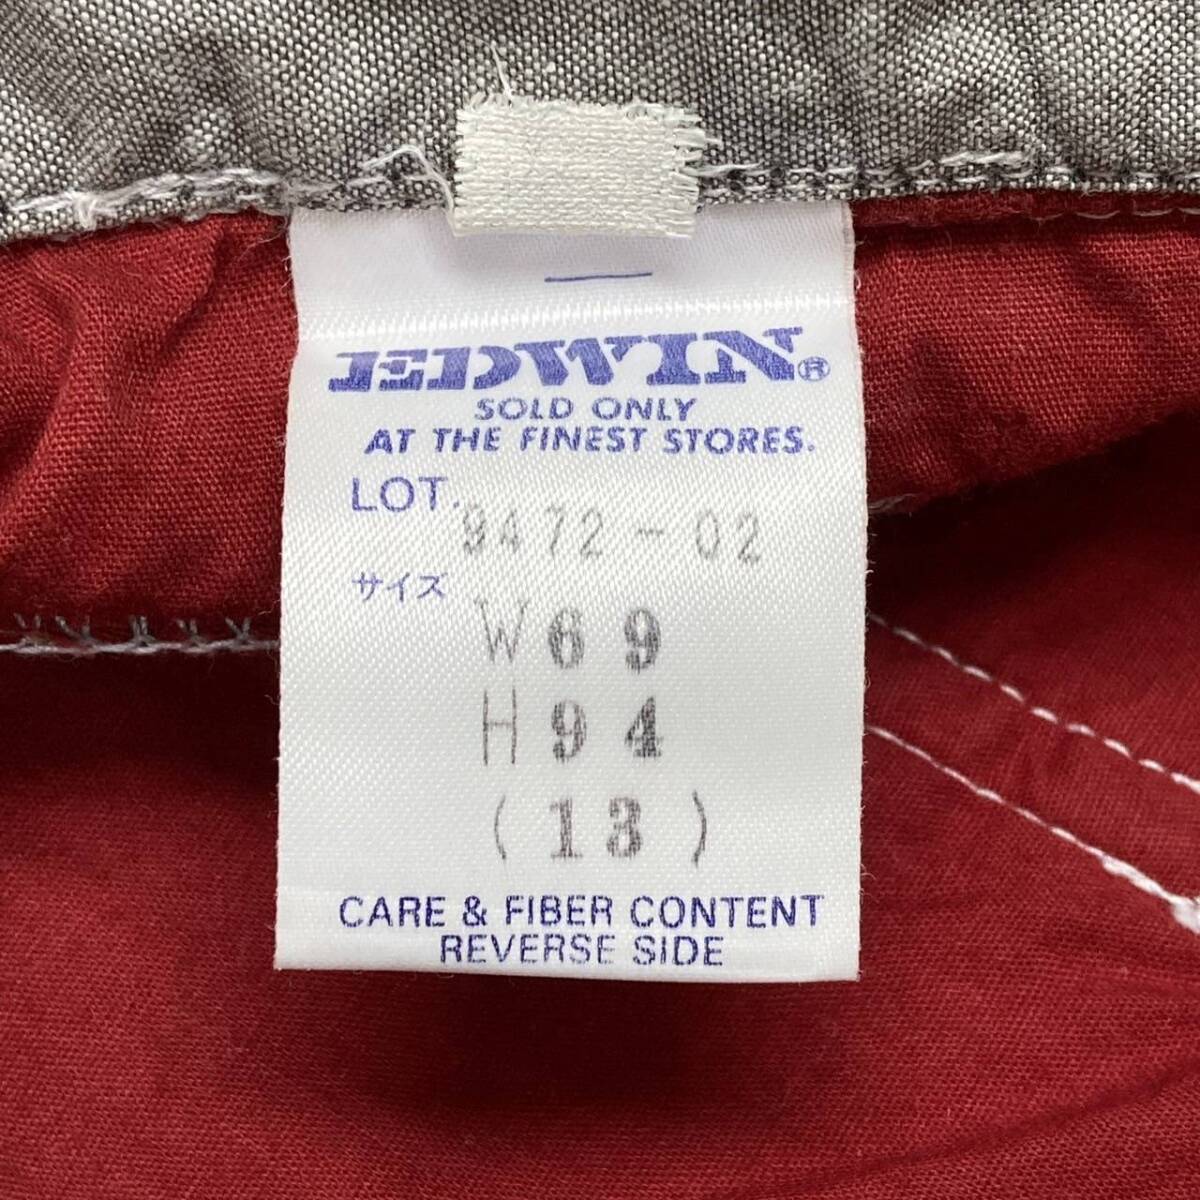 EDWIN®
SOLD ONLY
AT THE FINEST STORES.
LOT. 9472-02
サイズ
W69
H94
(13)
CARE & FIBER CONTENT
REVERSE SIDE